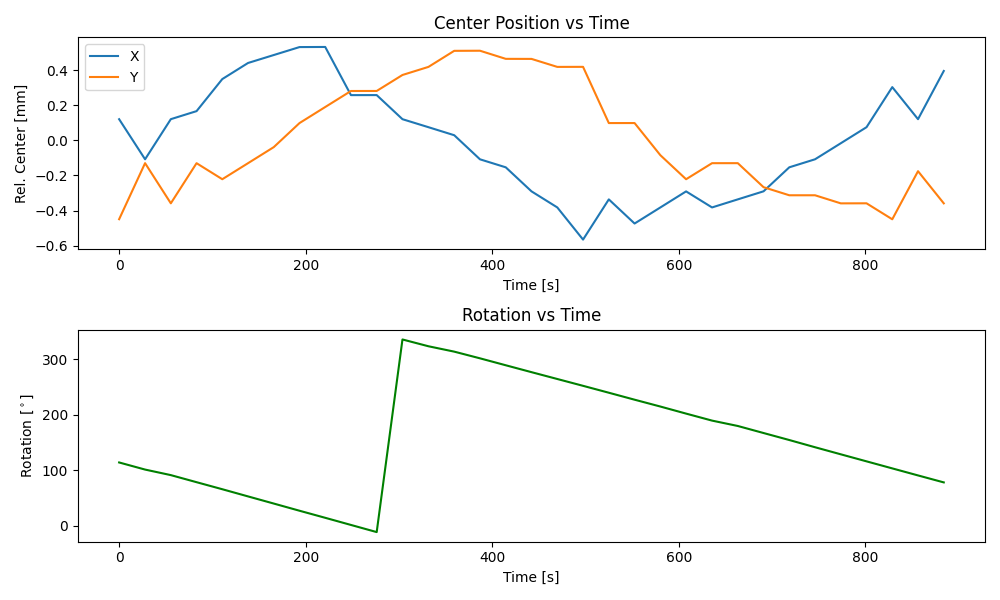 Center Position vs Time
X
Y
Rel. Center [mm]
0.4
0.2
0.0
−0.2
−0.4
−0.6
0 200 400 600 800
Time [s]
Rotation vs Time
Rotation [°]
300
200
100
0
0 200 400 600 800
Time [s]